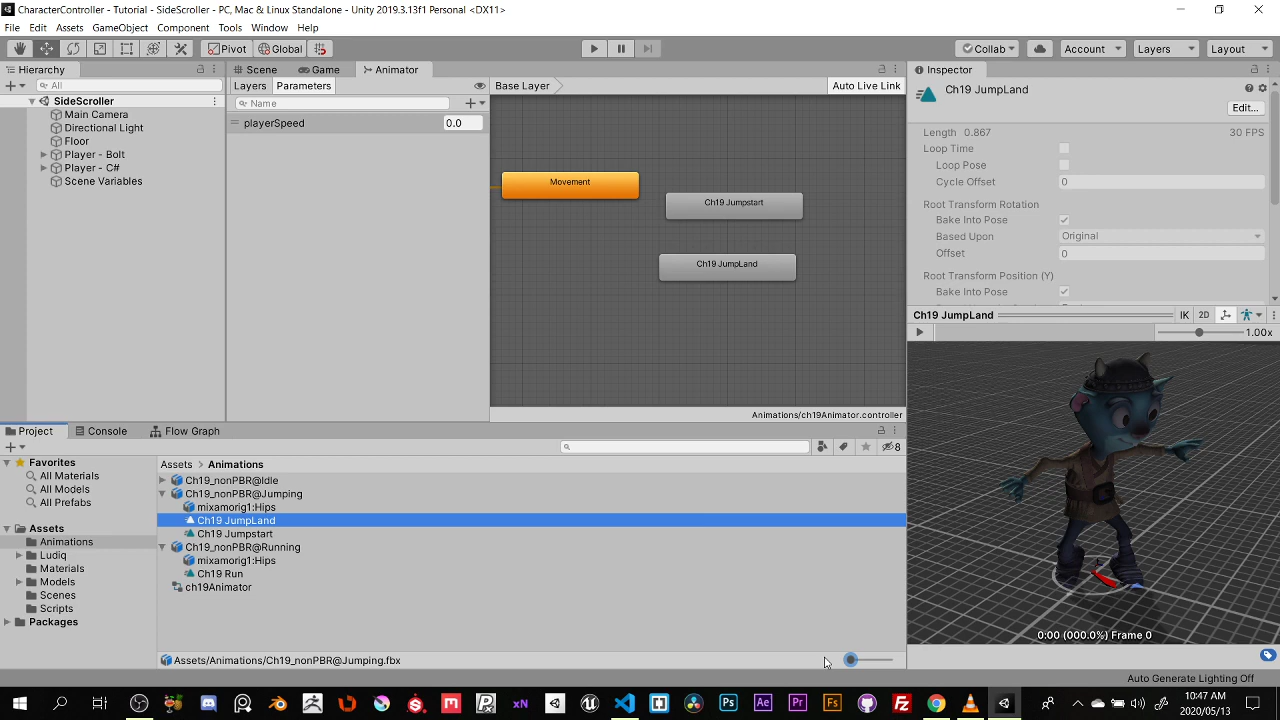 CharacterController - Tutorial - SideScroller - PC, Mac & Linux Standalone - Unity 2019.3.13f1 Personal <DX11>
File Edit Assets GameObject Component Tools Window Help
Pivot Global Collab Account Layers Layout
Hierarchy
All
SideScroller
Main Camera
Directional Light
Floor
Player - Bolt
Player - C#
Scene Variables
Scene Game Animator
Layers Parameters
Name
playerSpeed 0.0
Base Layer Auto Live Link
Movement
Ch19 Jumpstart
Ch19 JumpLand
Animations/ch19Animator.controller
Inspector
Ch19 JumpLand
Edit...
Length 0.867 30 FPS
Loop Time
Loop Pose
Cycle Offset 0
Root Transform Rotation
Bake Into Pose
Based Upon Original
Offset 0
Root Transform Position (Y)
Bake Into Pose
Ch19 JumpLand IK 2D
1.00x
0:00 (000.0%) Frame 0
Project Console Flow Graph
8
Favorites
All Materials
All Models
All Prefabs
Assets
Animations
Ludiq
Materials
Models
Scenes
Scripts
Packages
Assets > Animations
Ch19_nonPBR@Idle
Ch19_nonPBR@Jumping
mixamorig1:Hips
Ch19 JumpLand
Ch19 Jumpstart
Ch19_nonPBR@Running
mixamorig1:Hips
Ch19 Run
ch19Animator
Assets/Animations/Ch19_nonPBR@Jumping.fbx
Auto Generate Lighting Off
xN Ps Ae Pr Fs
10:47 AM
2020/05/13